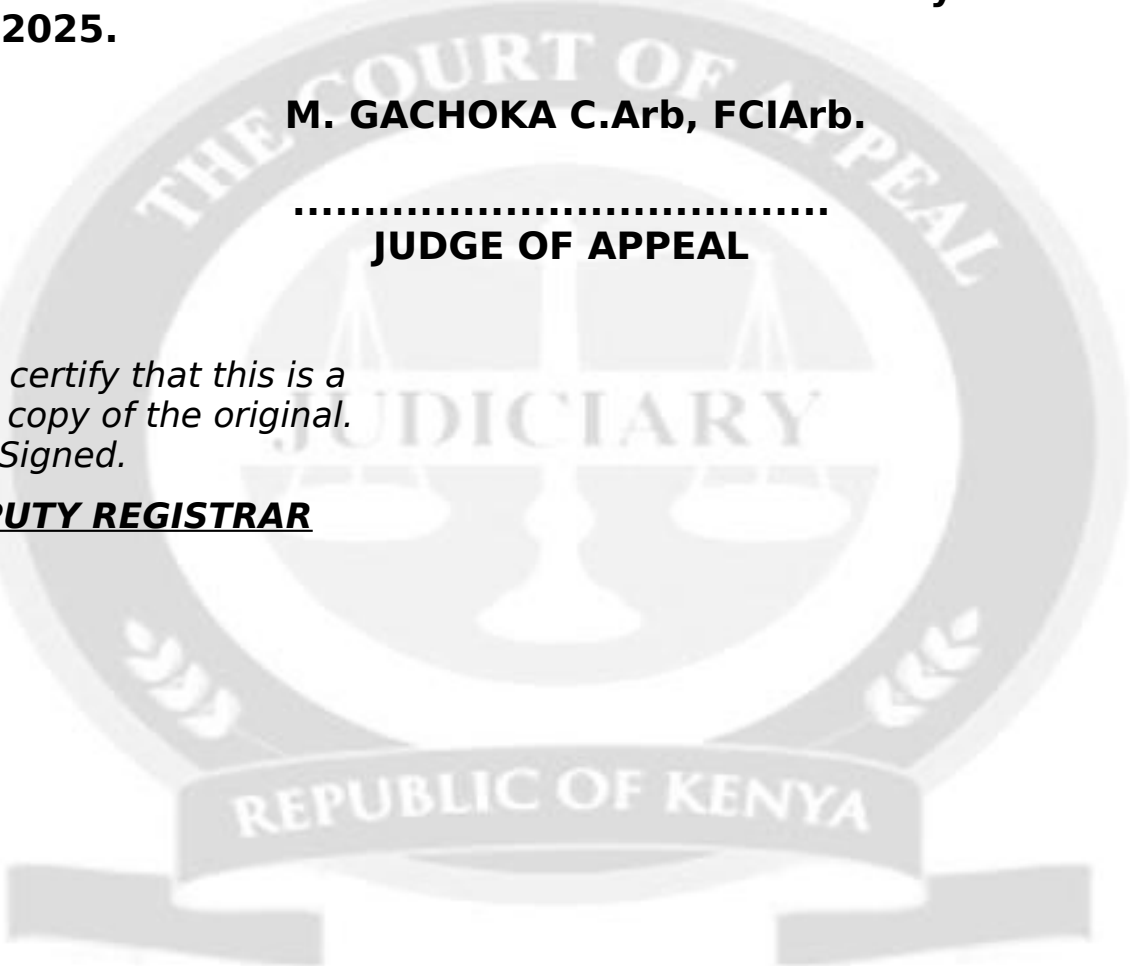 2025.
THE COURT OF APPEAL
M. GACHOKA C.Arb, FCIArb.
......................................
JUDGE OF APPEAL
certify that this is a
JUDICIARY
copy of the original.
Signed.
PUTY REGISTRAR
REPUBLIC OF KENYA